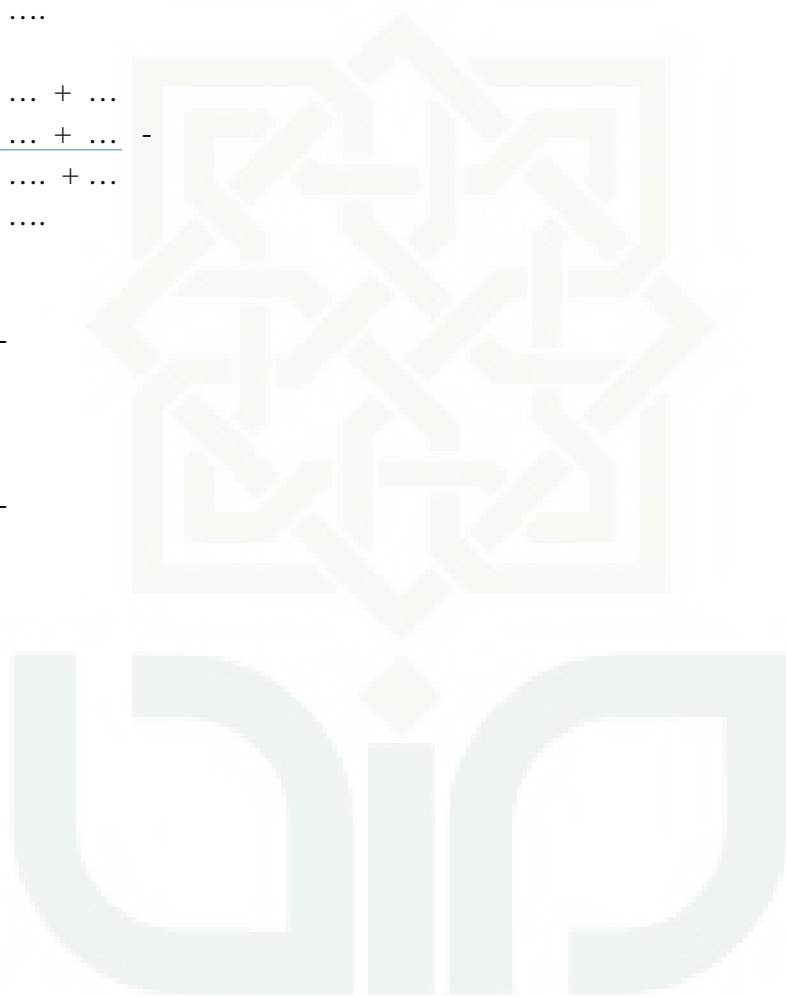 ….
… + …
… + … -
…. + …
….
-
-